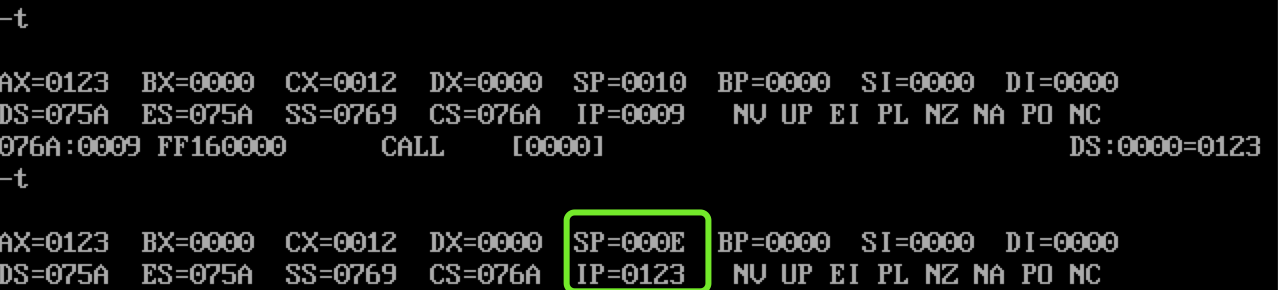 -t
AX=0123 BX=0000 CX=0012 DX=0000 SP=0010 BP=0000 SI=0000 DI=0000
DS=075A ES=075A SS=0769 CS=076A IP=0009 NV UP EI PL NZ NA PO NC
076A:0009 FF160000 CALL [0000] DS:0000=0123
-t
AX=0123 BX=0000 CX=0012 DX=0000 SP=000E BP=0000 SI=0000 DI=0000
DS=075A ES=075A SS=0769 CS=076A IP=0123 NV UP EI PL NZ NA PO NC